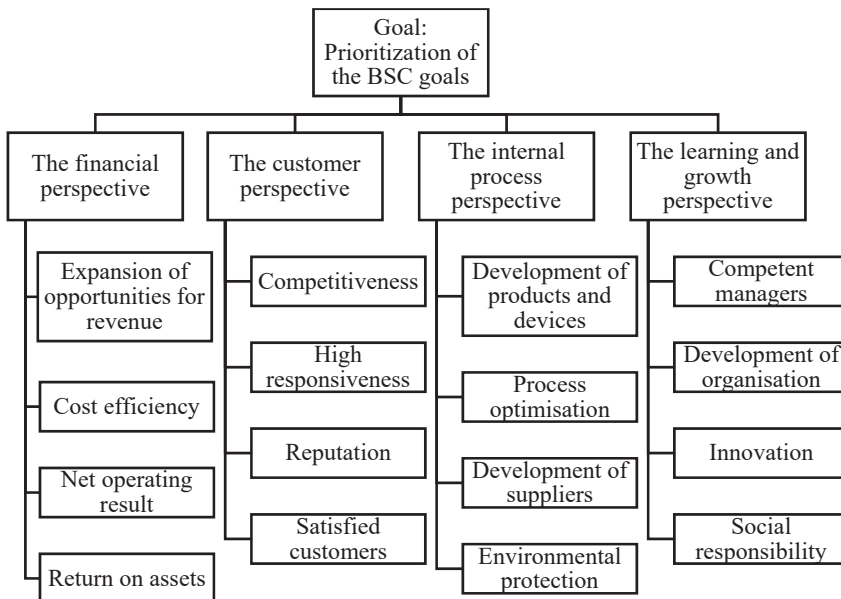 Goal:
Prioritization of
the BSC goals
The financial
perspective
The customer
perspective
The internal
process
perspective
The learning and
growth
perspective
Expansion of
opportunities for
revenue
Cost efficiency
Net operating
result
Return on assets
Competitiveness
High
responsiveness
Reputation
Satisfied
customers
Development of
products and
devices
Process
optimisation
Development of
suppliers
Environmental
protection
Competent
managers
Development of
organisation
Innovation
Social
responsibility